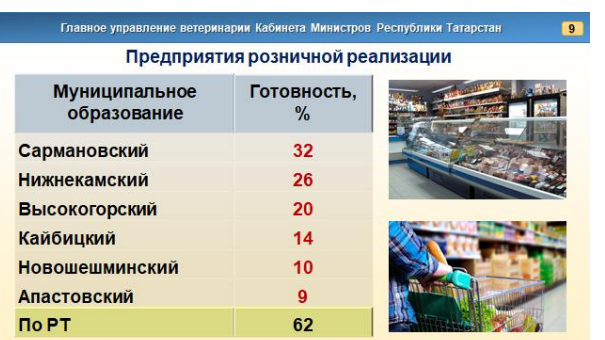 Главное управление ветеринарии Кабинета Министров Республики Татарстан
9
Предприятия розничной реализации
Муниципальное образование Готовность, %
Сармановский 32
Нижнекамский 26
Высокогорский 20
Кайбицкий 14
Новошешминский 10
Апастовский 9
По РТ 62